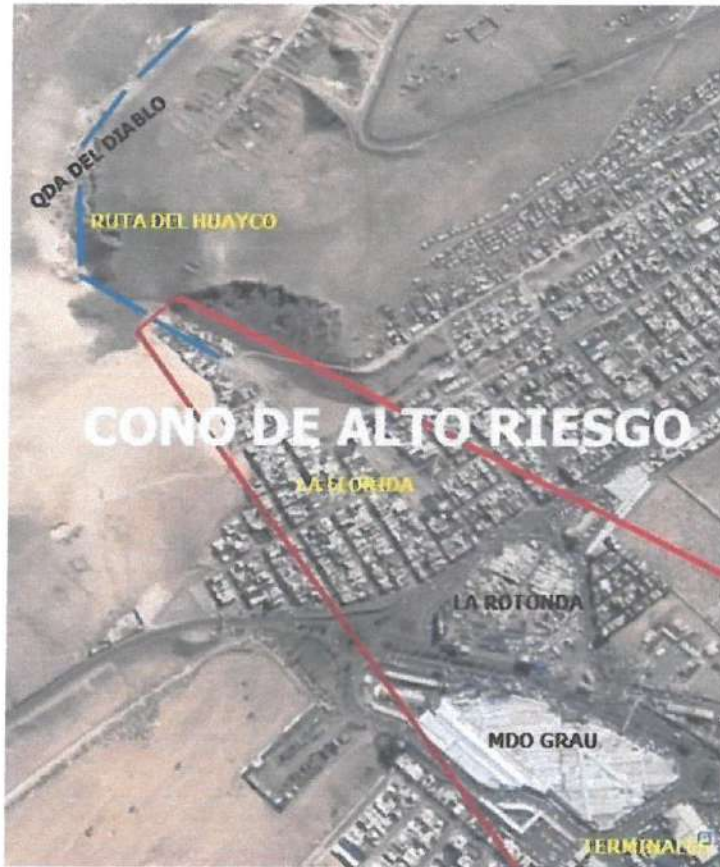 QDA DEL DIABLO
RUTA DEL HUAYCO
CONO DE ALTO RIESGO
LA FLORIDA
LA ROTONDA
MDO GRAU
TERMINALES